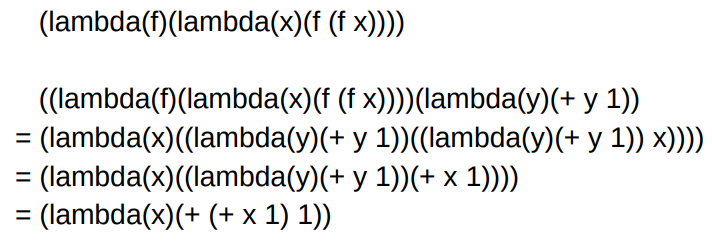 (lambda(f)(lambda(x)(f (f x))))
((lambda(f)(lambda(x)(f (f x))))(lambda(y)(+ y 1))
= (lambda(x)((lambda(y)(+ y 1))((lambda(y)(+ y 1)) x))))
= (lambda(x)((lambda(y)(+ y 1))(+ x 1))))
= (lambda(x)(+ (+ x 1) 1))